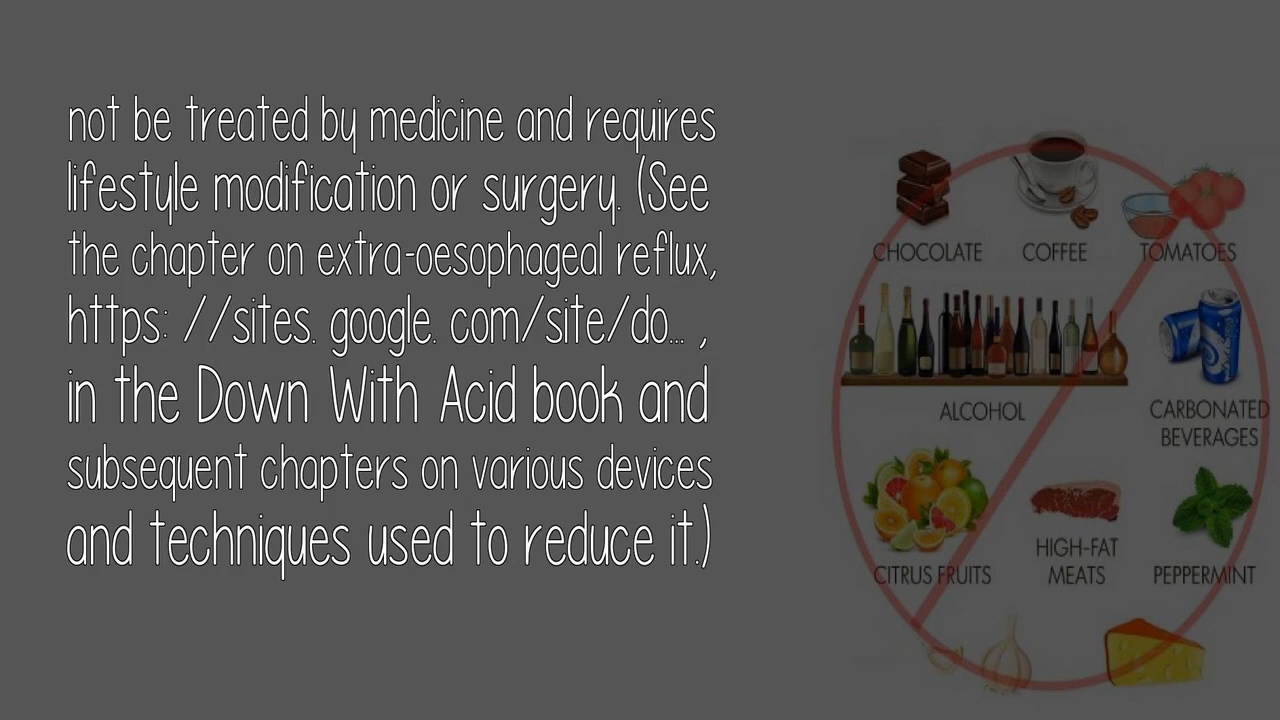 not be treated by medicine and requires
lifestyle modification or surgery. (See
the chapter on extra-oesophageal reflux,
https: //sites. google. com/site/do... ,
in the Down With Acid book and
subsequent chapters on various devices
and techniques used to reduce it.)
CHOCOLATE COFFEE TOMATOES
ALCOHOL CARBONATED
BEVERAGES
CITRUS FRUITS HIGH-FAT
MEATS PEPPERMINT